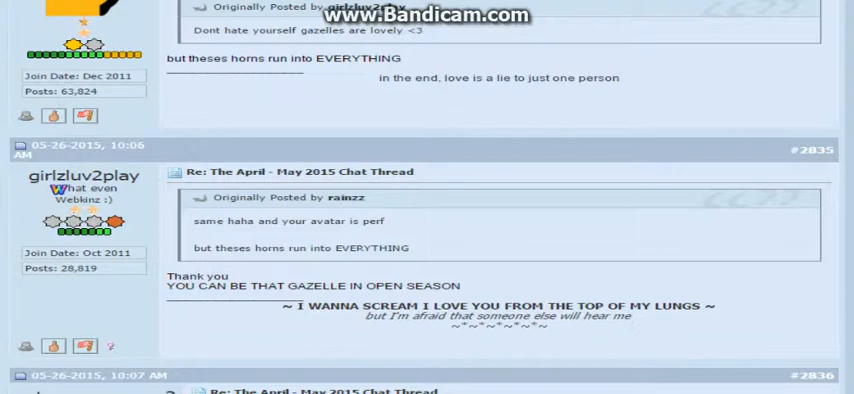 www.Bandicam.com
Originally Posted by girlzluv2play
Dont hate yourself gazelles are lovely <3
but theses horns run into EVERYTHING
in the end, love is a lie to just one person
Join Date: Dec 2011
Posts: 63,824
05-26-2015, 10:06 AM
#2835
girlzluv2play
What even
Webkinz :)
Join Date: Oct 2011
Posts: 28,819
Re: The April - May 2015 Chat Thread
Originally Posted by rainzz
same haha and your avatar is perf
but theses horns run into EVERYTHING
Thank you
YOU CAN BE THAT GAZELLE IN OPEN SEASON
~ I WANNA SCREAM I LOVE YOU FROM THE TOP OF MY LUNGS ~
but I'm afraid that someone else will hear me
~*~*~*~*~*~
05-26-2015, 10:07 AM
#2836
Re: The April - May 2015 Chat Thread